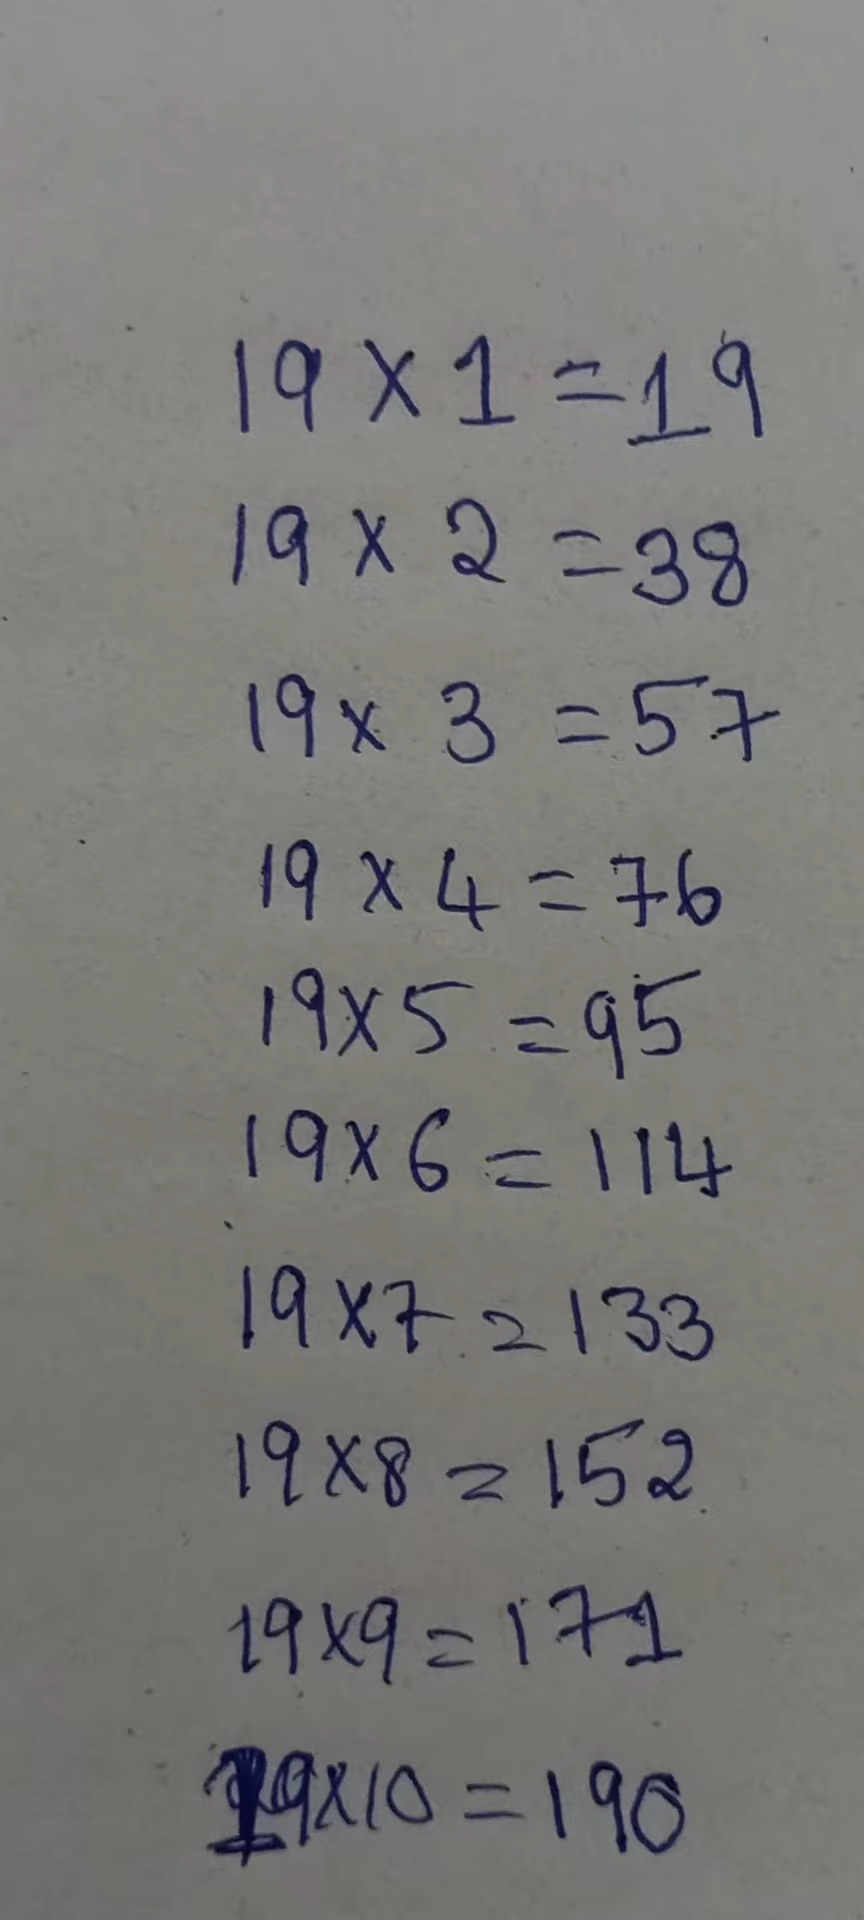 19 × 1 = 19
19 × 2 = 38
19 × 3 = 57
19 × 4 = 76
19 × 5 = 95
19 × 6 = 114
19 × 7 = 133
19 × 8 = 152
19 × 9 = 171
19 × 10 = 190